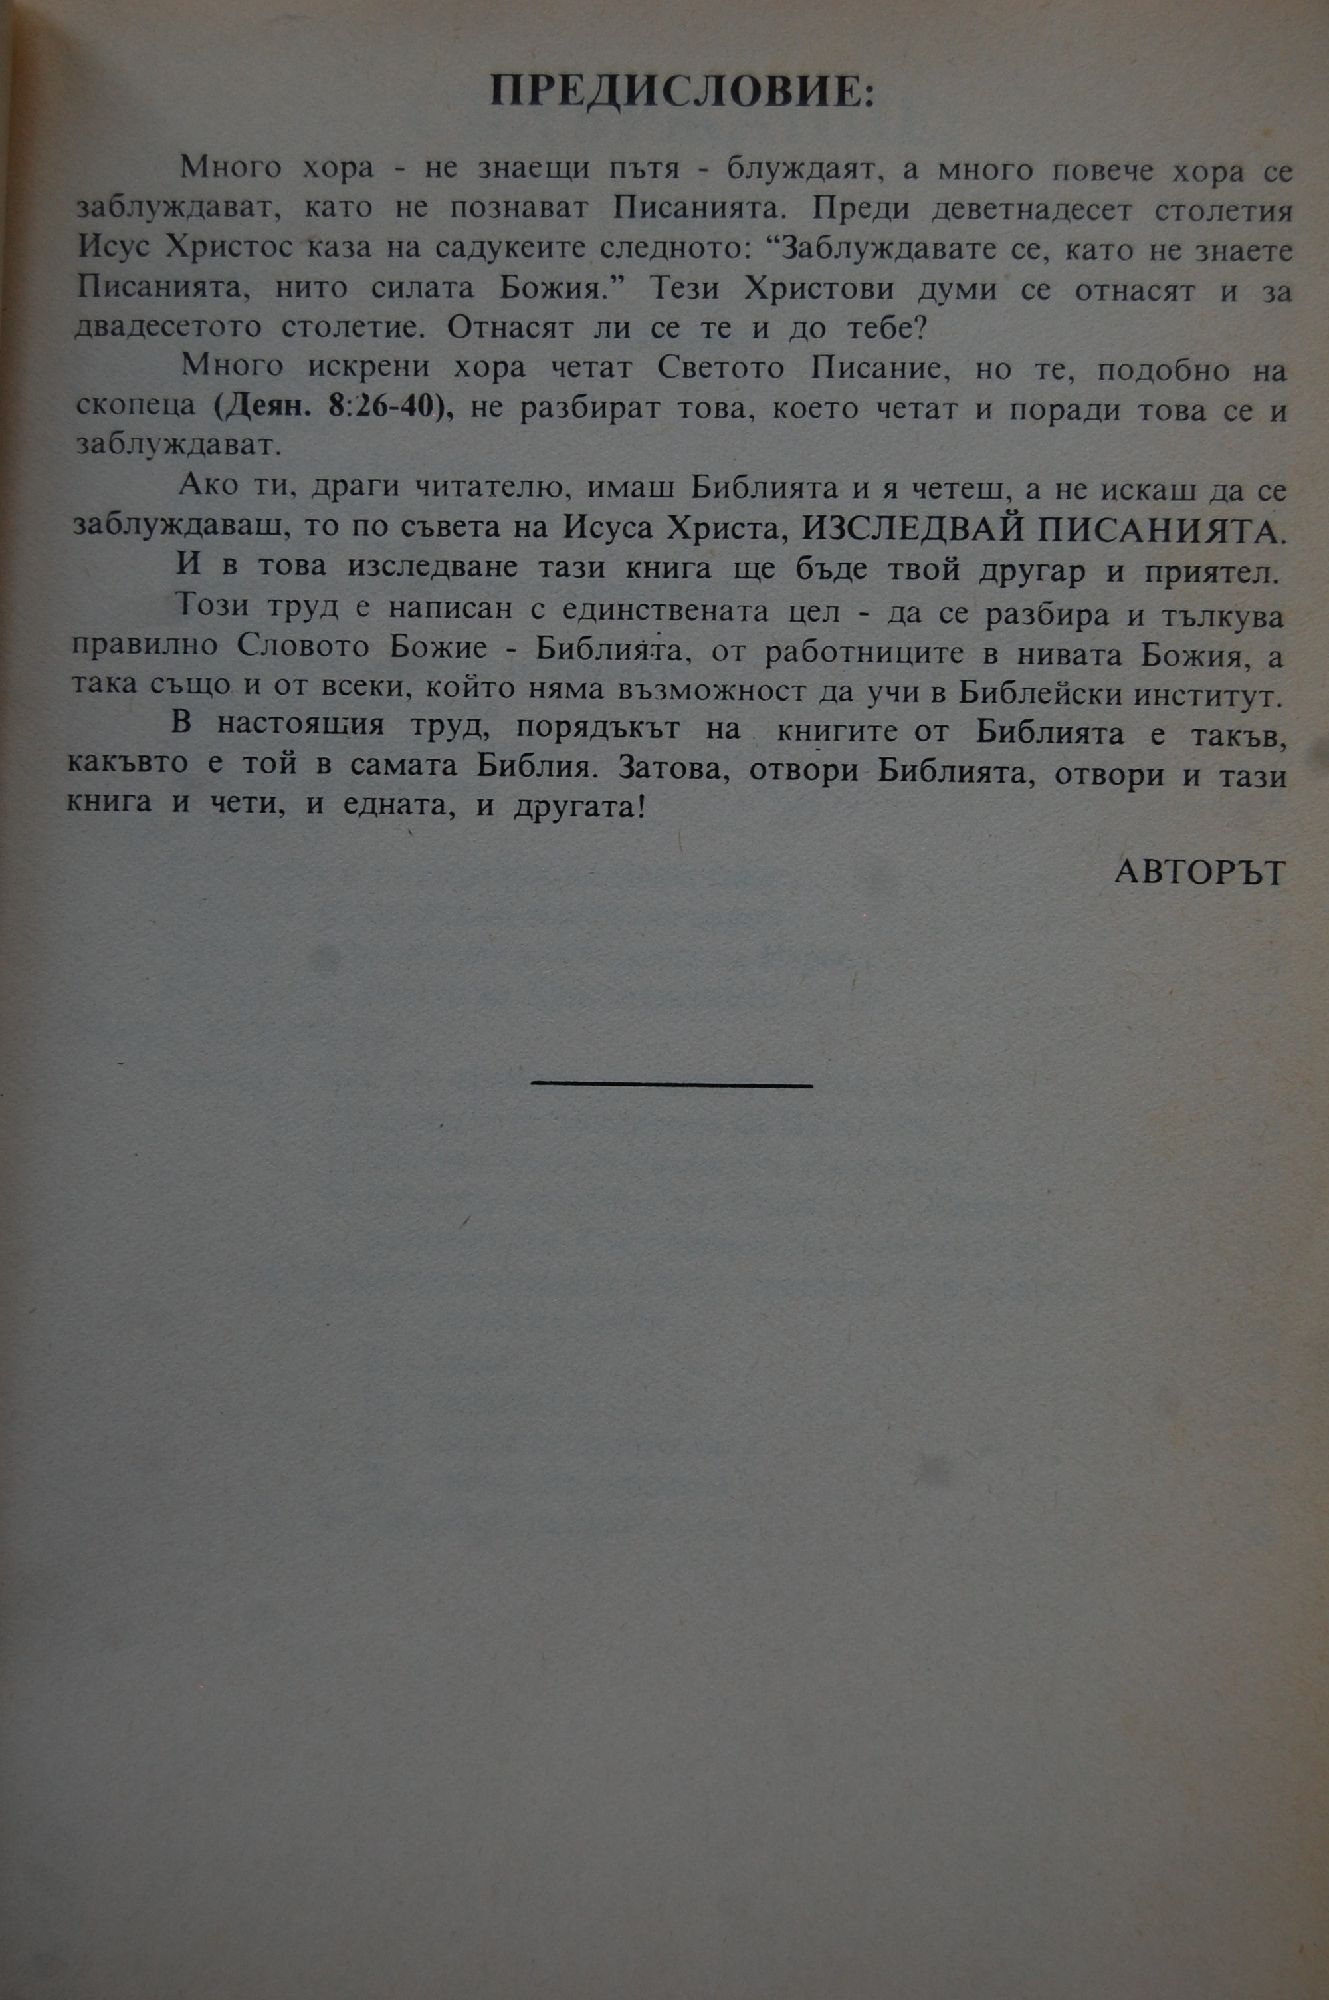 ПРЕДИСЛОВИЕ:
Много хора - не знаещи пътя - блуждаят, а много повече хора се
заблуждават, като не познават Писанията. Преди деветнадесет столетия
Исус Христос каза на садукеите следното: “Заблуждавате се, като не знаете
Писанията, нито силата Божия.” Тези Христови думи се отнасят и за
двадесетото столетие. Отнасят ли се те и до тебе?
Много искрени хора четат Светото Писание, но те, подобно на
скопеца (Деян. 8:26-40), не разбират това, което четат и поради това се и
заблуждават.
Ако ти, драги читателю, имаш Библията и я четеш, а не искаш да се
заблуждаваш, то по съвета на Исуса Христа, ИЗСЛЕДВАЙ ПИСАНИЯТА.
И в това изследване тази книга ще бъде твой другар и приятел.
Този труд е написан с единствената цел - да се разбира и тълкува
правилно Словото Божие - Библията, от работниците в нивата Божия, а
така също и от всеки, който няма възможност да учи в Библейски институт.
В настоящия труд, порядъкът на книгите от Библията е такъв,
какъвто е той в самата Библия. Затова, отвори Библията, отвори и тази
книга и чети, и едната, и другата!
АВТОРЪТ